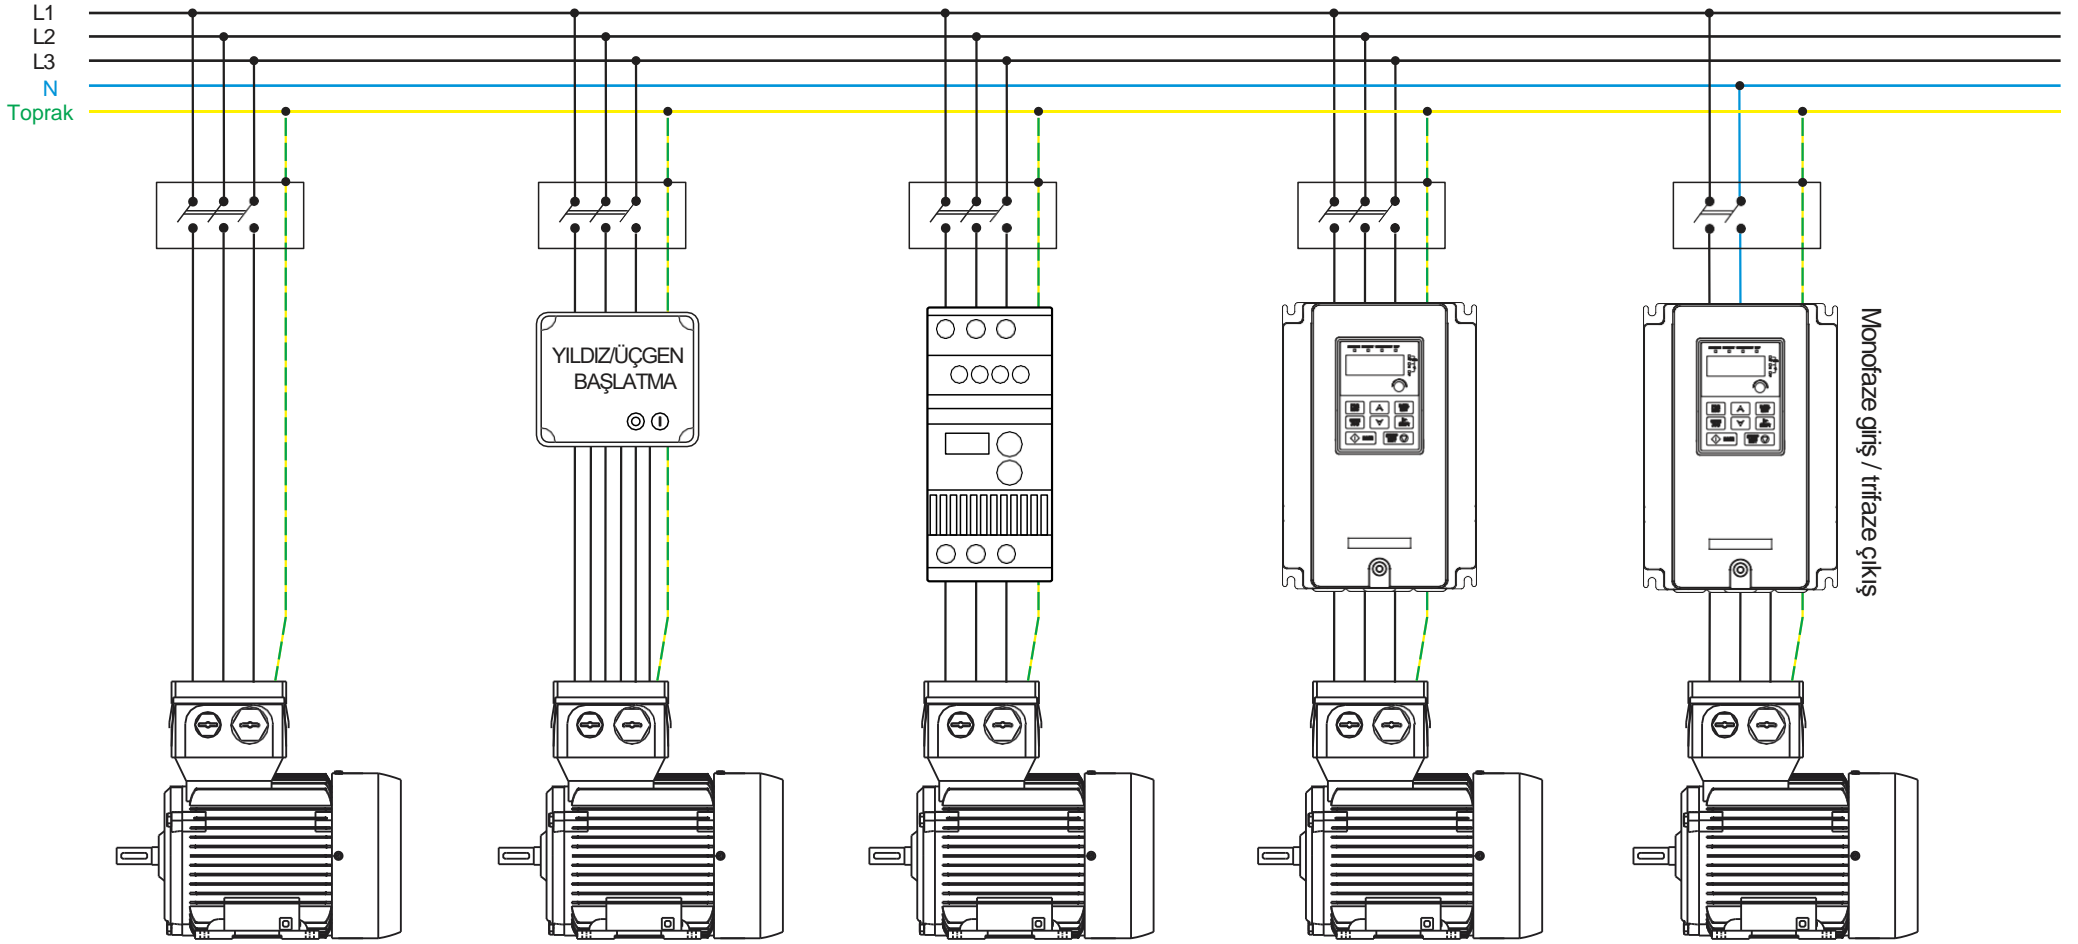 L1
L2
L3
N
Toprak
YILDIZ/ÜÇGEN
BAŞLATMA
Monofaze giriş / trifaze çıkış